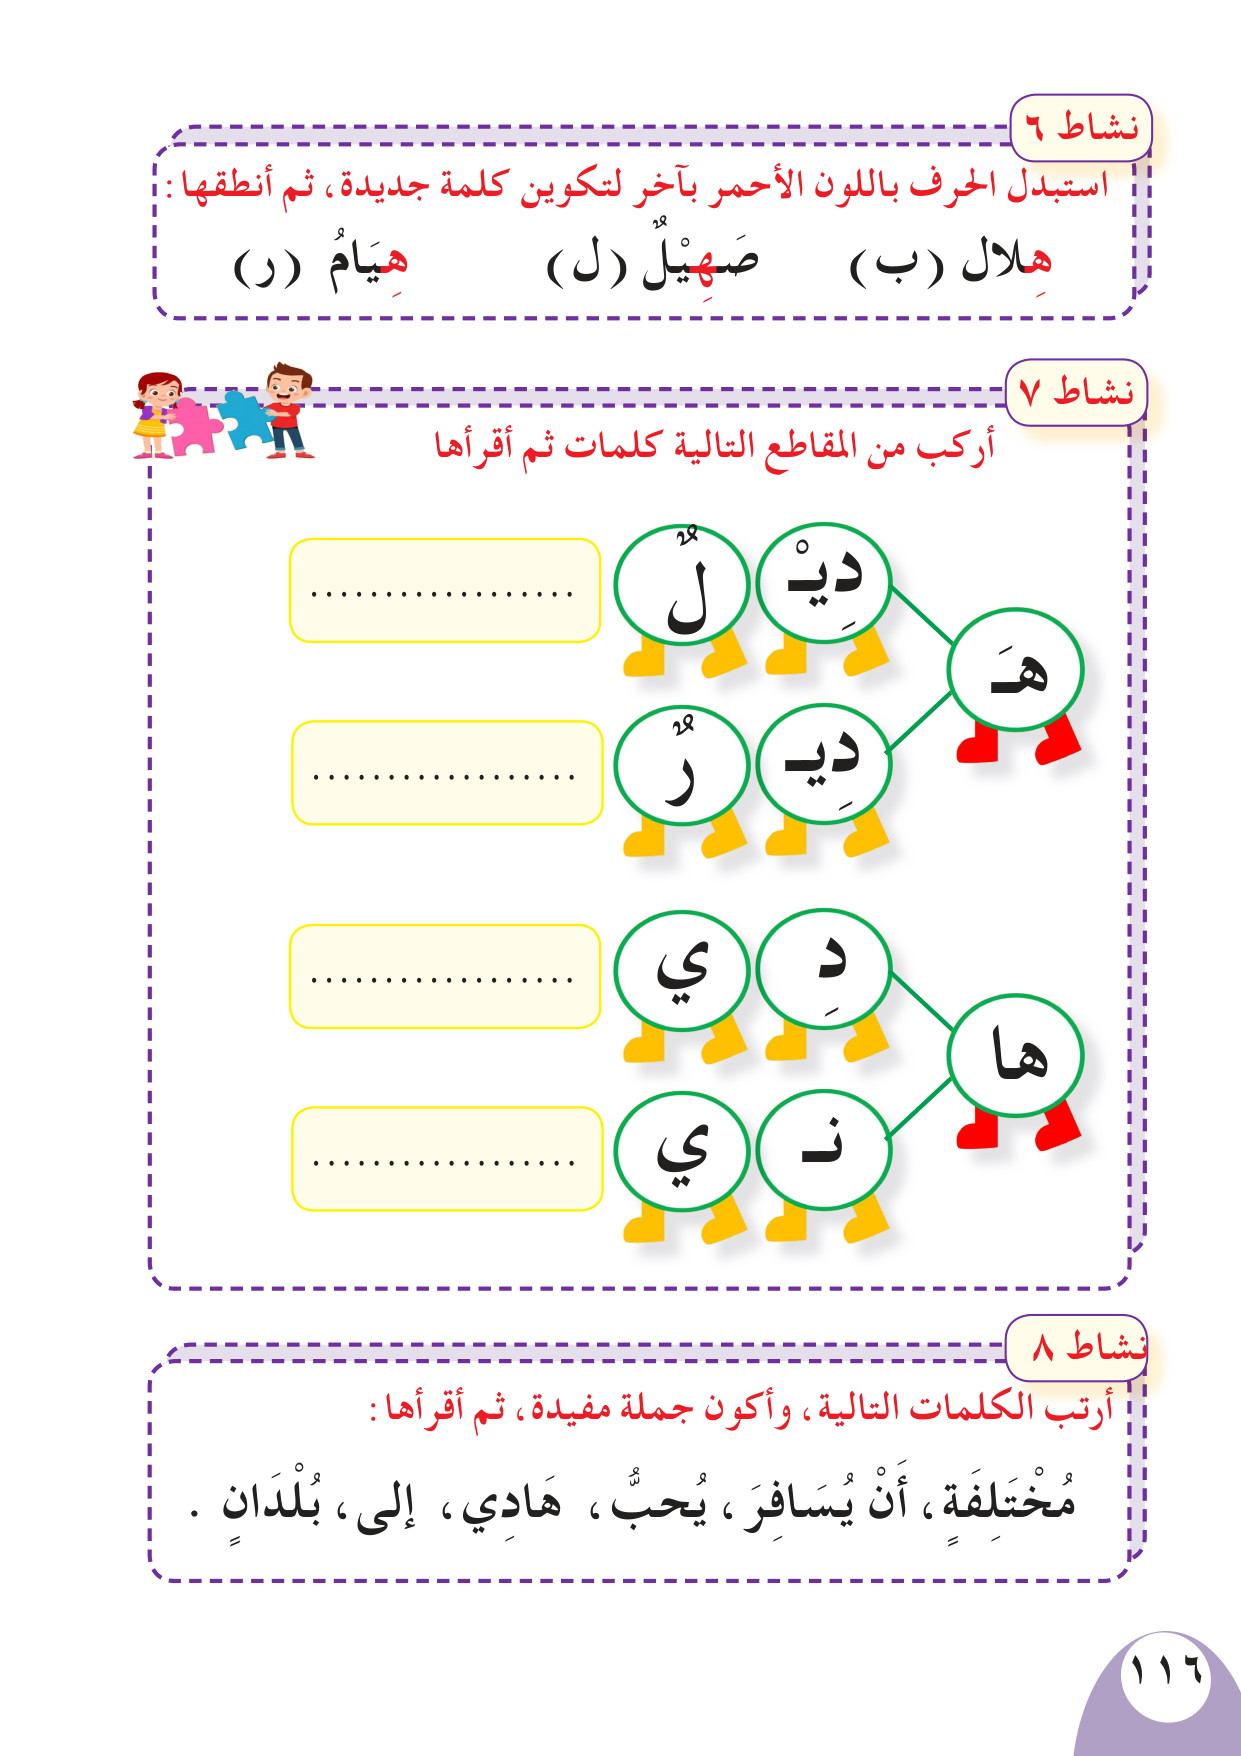 نشاط ٦
استبدل الحرف باللون الأحمر بآخر لتكوين كلمة جديدة، ثم أنطقها :
هِلال (ب) صَهِيْلٌ (ل) هِيَامُ (ر)
نشاط ٧
أركب من المقاطع التالية كلمات ثم أقرأها
هَـ
دِيـْ لٌ ..................
دِيـ رٌ ..................
ها
دِ ي ..................
نـ ي ..................
نشاط ٨
أرتب الكلمات التالية، وأكون جملة مفيدة، ثم أقرأها :
مُخْتَلِفَةٍ، أَنْ يُسَافِرَ، يُحبُّ، هَادِي، إلى، بُلْدَانٍ .
١١٦